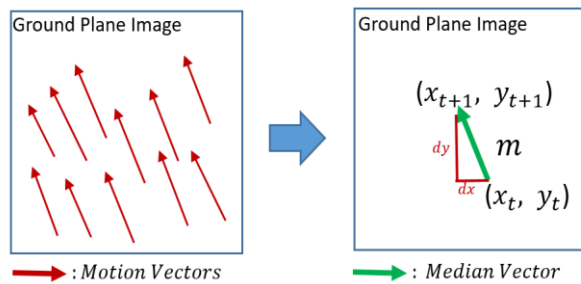 Ground Plane Image
: Motion Vectors
Ground Plane Image
(x_{t+1}, y_{t+1})
dy
m
dx
(x_t, y_t)
: Median Vector